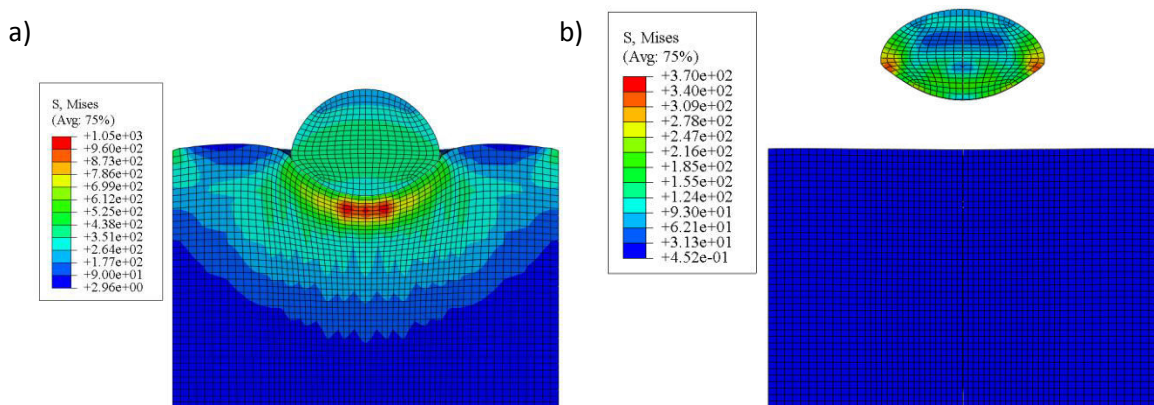 a)
S, Mises
(Avg: 75%)
+1.05e+03
+9.60e+02
+8.73e+02
+7.86e+02
+6.99e+02
+6.12e+02
+5.25e+02
+4.38e+02
+3.51e+02
+2.64e+02
+1.77e+02
+9.00e+01
+2.96e+00
b)
S, Mises
(Avg: 75%)
+3.70e+02
+3.40e+02
+3.09e+02
+2.78e+02
+2.47e+02
+2.16e+02
+1.85e+02
+1.55e+02
+1.24e+02
+9.30e+01
+6.21e+01
+3.13e+01
+4.52e-01